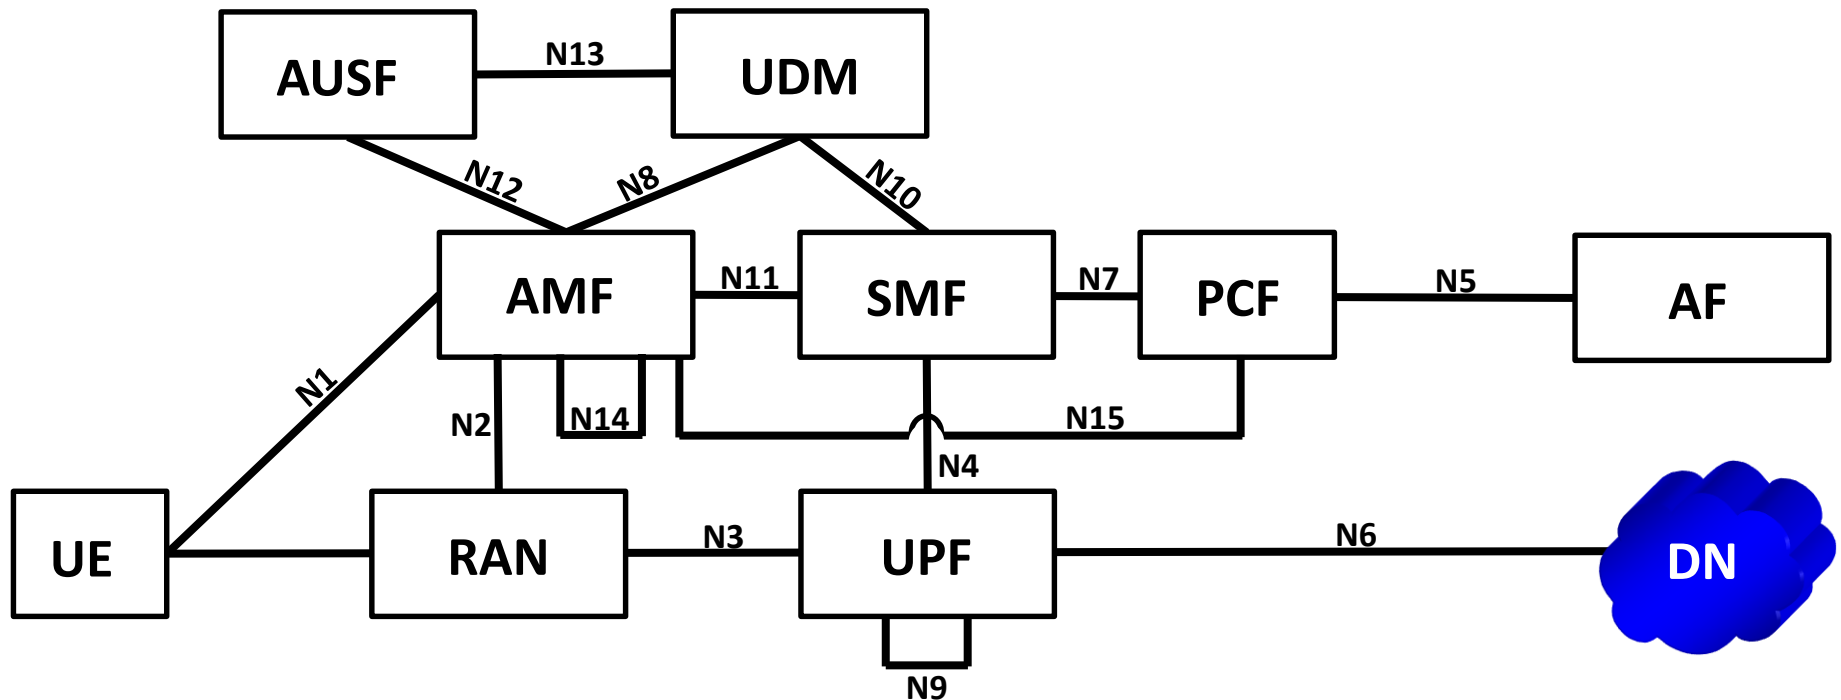 AUSF
N13
UDM
N12
N8
N10
AMF
N11
SMF
N7
PCF
N5
AF
N1
N2
N14
N15
N4
UE
RAN
N3
UPF
N6
DN
N9